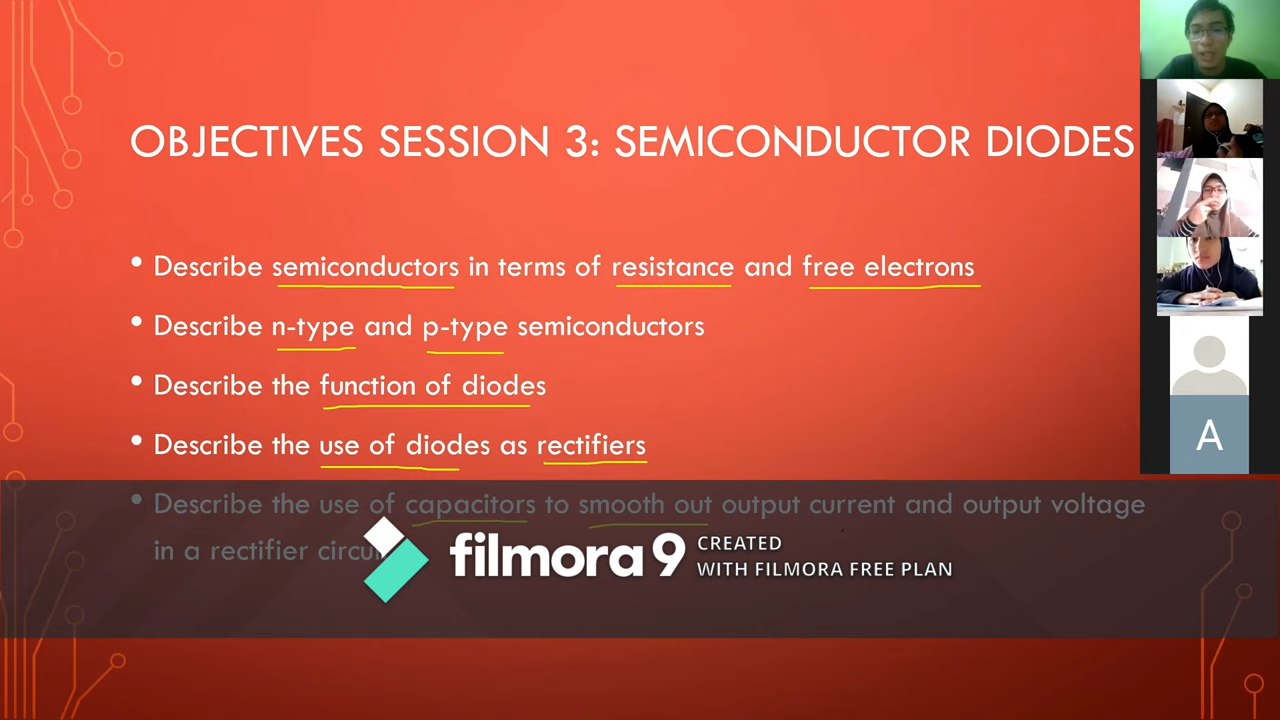 OBJECTIVES SESSION 3: SEMICONDUCTOR DIODES
• Describe semiconductors in terms of resistance and free electrons
• Describe n-type and p-type semiconductors
• Describe the function of diodes
• Describe the use of diodes as rectifiers
• Describe the use of capacitors to smooth out output current and output voltage
in a rectifier
filmora 9 CREATED
WITH FILMORA FREE PLAN
A